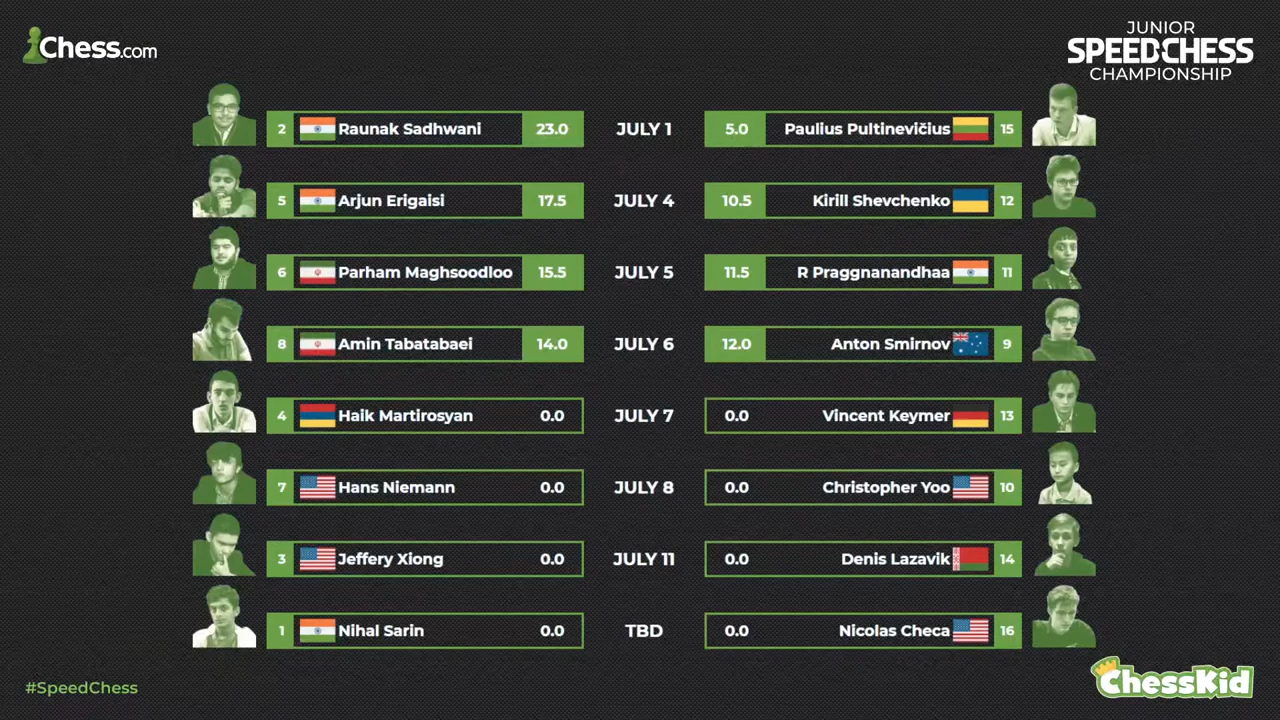 Chess.com
JUNIOR
SPEEDCHESS
CHAMPIONSHIP
2 Raunak Sadhwani 23.0 JULY 1 5.0 Paulius Pultinevičius 15
5 Arjun Erigaisi 17.5 JULY 4 10.5 Kirill Shevchenko 12
6 Parham Maghsoodloo 15.5 JULY 5 11.5 R Praggnanandhaa 11
8 Amin Tabatabaei 14.0 JULY 6 12.0 Anton Smirnov 9
4 Haik Martirosyan 0.0 JULY 7 0.0 Vincent Keymer 13
7 Hans Niemann 0.0 JULY 8 0.0 Christopher Yoo 10
3 Jeffery Xiong 0.0 JULY 11 0.0 Denis Lazavik 14
1 Nihal Sarin 0.0 TBD 0.0 Nicolas Checa 16
#SpeedChess
ChessKid